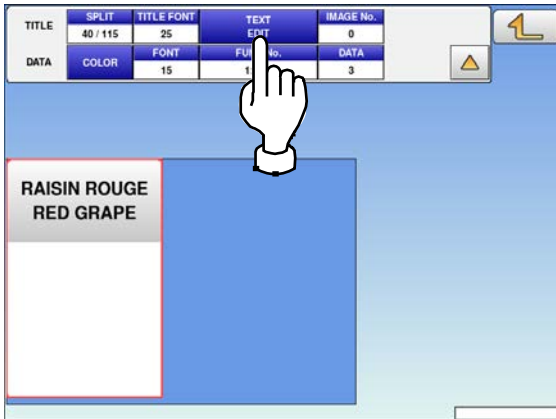 TITLE SPLIT TITLE FONT TEXT EDIT IMAGE No.
40 / 115 25 0
DATA COLOR FONT No. DATA
15 3
RAISIN ROUGE
RED GRAPE